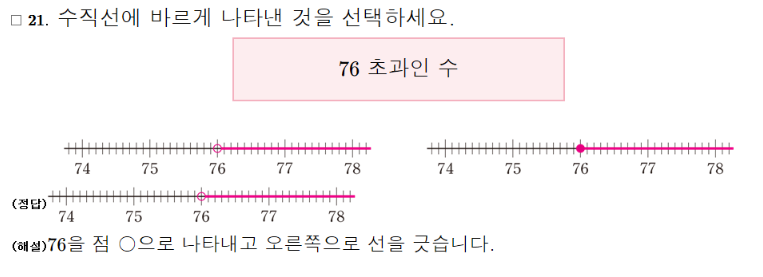 □ 21. 수직선에 바르게 나타낸 것을 선택하세요.
76 초과인 수
74 75 76 77 78
74 75 76 77 78
(정답) 74 75 76 77 78
(해설)76을 점 ○으로 나타내고 오른쪽으로 선을 긋습니다.